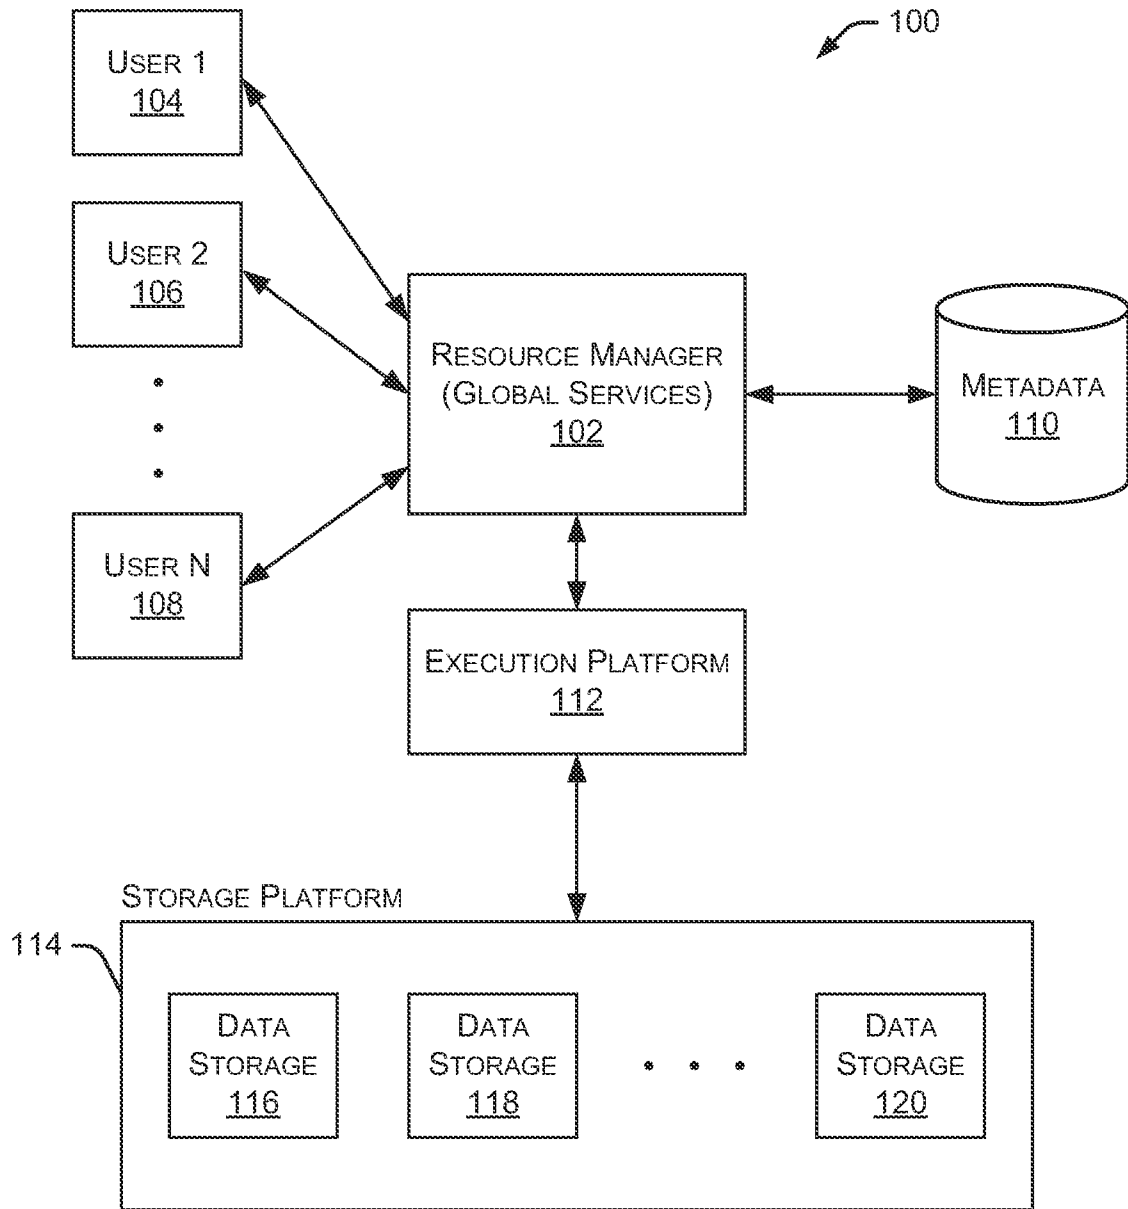 100
USER 1
104
USER 2
106
USER N
108
RESOURCE MANAGER
(GLOBAL SERVICES)
102
METADATA
110
EXECUTION PLATFORM
112
STORAGE PLATFORM
114
DATA
STORAGE
116
DATA
STORAGE
118
DATA
STORAGE
120